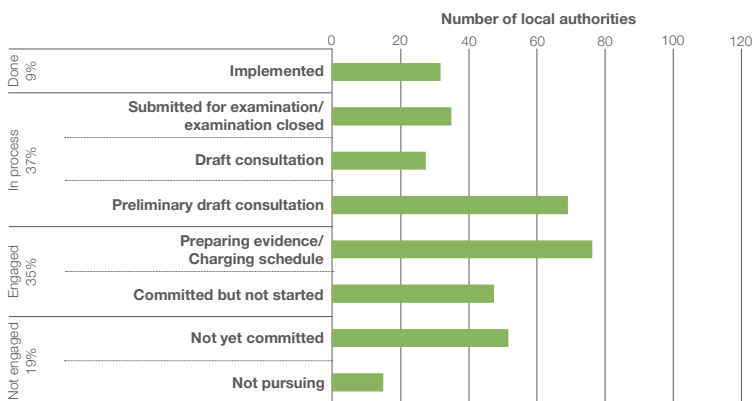 Number of local authorities
0 20 40 60 80 100 120
Done
9%
Implemented
In process
37%
Submitted for examination/
examination closed
Draft consultation
Preliminary draft consultation
Engaged
35%
Preparing evidence/
Charging schedule
Committed but not started
Not engaged
19%
Not yet committed
Not pursuing